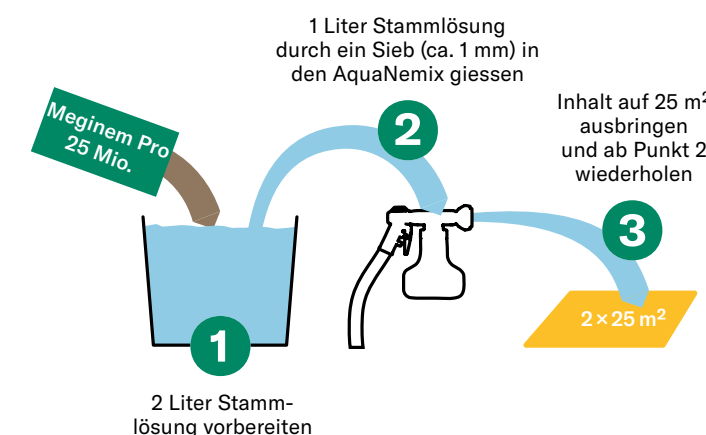 1 Liter Stammlösung
durch ein Sieb (ca. 1 mm) in
den AquaNemix giessen
Meginem Pro
25 Mio.
2
Inhalt auf 25 m²
ausbringen
und ab Punkt 2
wiederholen
3
2 × 25 m²
1
2 Liter Stamm-
lösung vorbereiten